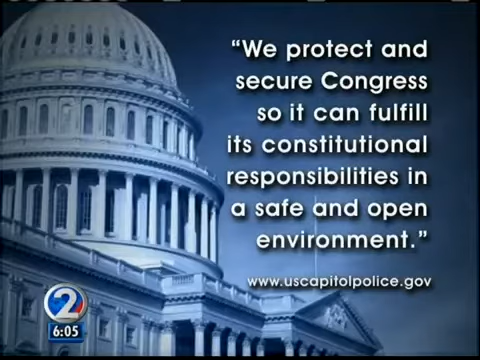 “We protect and
secure Congress
so it can fulfill
its constitutional
responsibilities in
a safe and open
environment.”
www.uscapitolpolice.gov
2
6:05